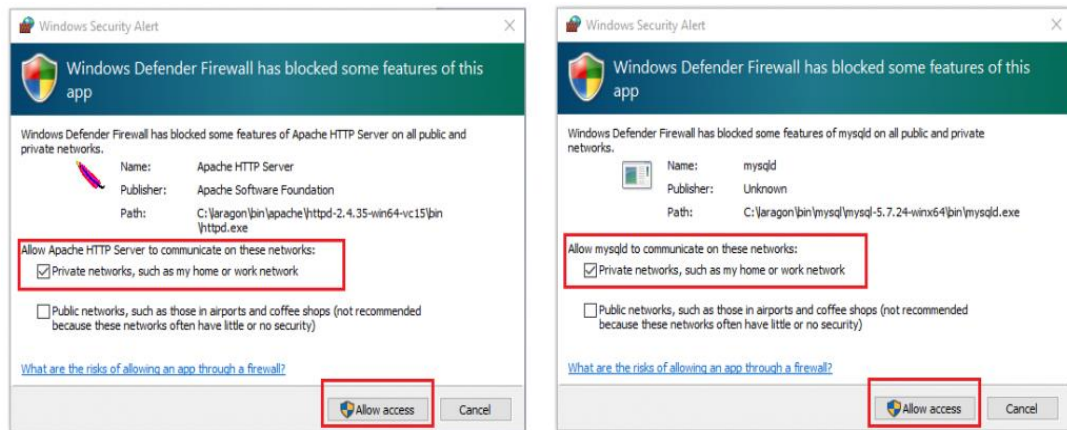 Windows Security Alert
Windows Defender Firewall has blocked some features of this
app
Windows Defender Firewall has blocked some features of Apache HTTP Server on all public and
private networks.
Name: Apache HTTP Server
Publisher: Apache Software Foundation
Path: C:\laragon\bin\apache\httpd-2.4.35-win64-vc15\bin
\httpd.exe
Allow Apache HTTP Server to communicate on these networks:
Private networks, such as my home or work network
Public networks, such as those in airports and coffee shops (not recommended
because these networks often have little or no security)
What are the risks of allowing an app through a firewall?
Allow access Cancel
Windows Security Alert
Windows Defender Firewall has blocked some features of this
app
Windows Defender Firewall has blocked some features of mysqld on all public and private
networks.
Name: mysqld
Publisher: Unknown
Path: C:\laragon\bin\mysql\mysql-5.7.24-winx64\bin\mysqld.exe
Allow mysqld to communicate on these networks:
Private networks, such as my home or work network
Public networks, such as those in airports and coffee shops (not recommended
because these networks often have little or no security)
What are the risks of allowing an app through a firewall?
Allow access Cancel